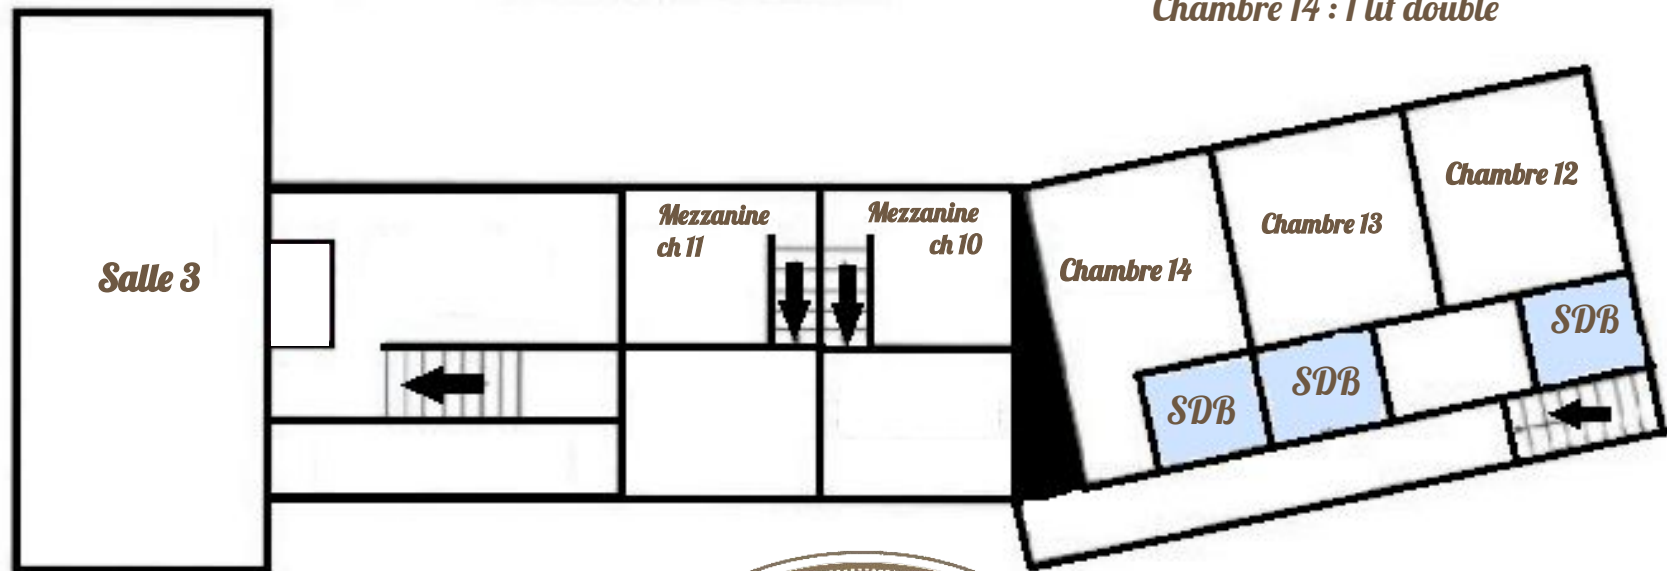 Chambre 14 : 1 lit double
Chambre 12
Mezzanine
ch 11
Mezzanine
ch 10
Chambre 13
Salle 3
Chambre 14
SDB
SDB
SDB